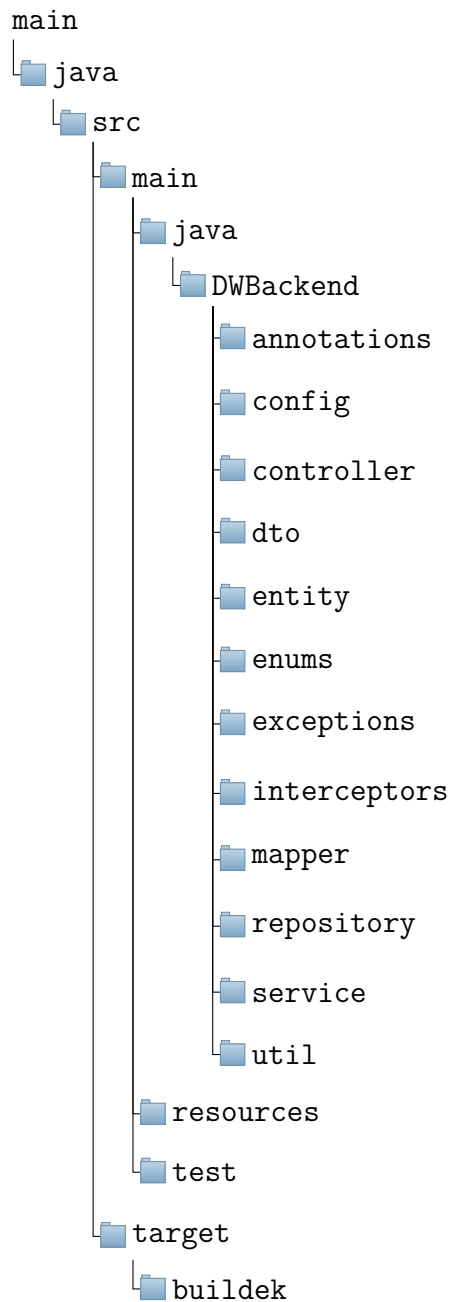 main
java
src
main
java
DWBackend
annotations
config
controller
dto
entity
enums
exceptions
interceptors
mapper
repository
service
util
resources
test
target
buildek